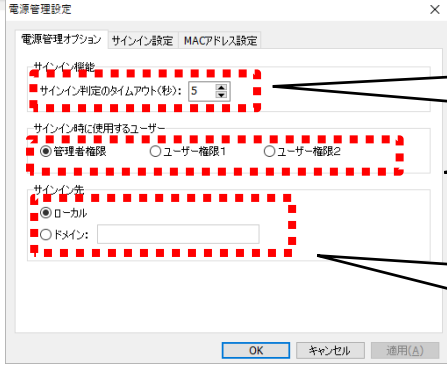 電源管理設定
電源管理オプション サインイン設定 MACアドレス設定
サインイン機能
サインイン判定のタイムアウト(秒): 5
サインイン時に使用するユーザー
管理者権限 ユーザー権限1 ユーザー権限2
サインイン先
ローカル
ドメイン:
OK キャンセル 適用(A)